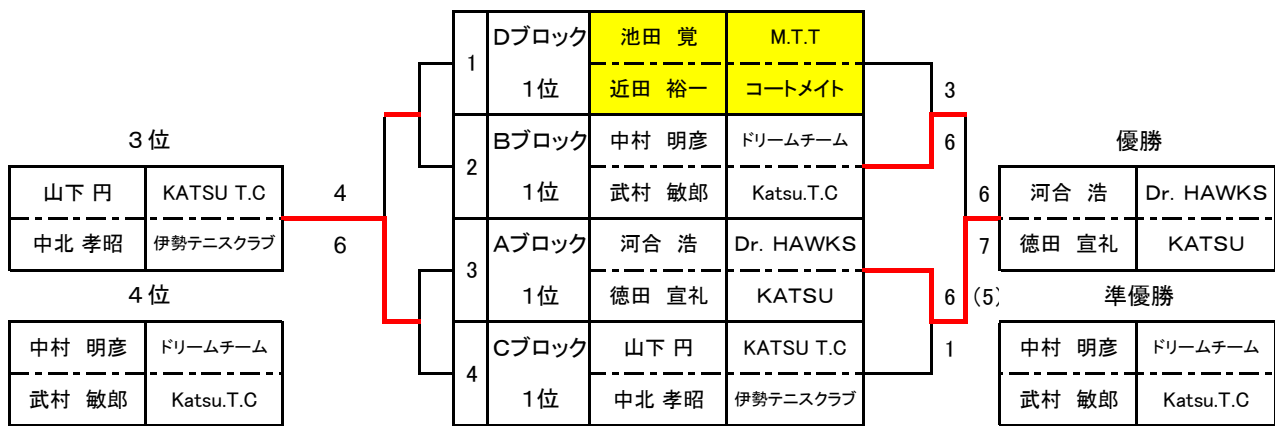 1 Dブロック 1位 池田 覚 M.T.T
近田 裕一 コートメイト
2 Bブロック 1位 中村 明彦 ドリームチーム
武村 敏郎 Katsu.T.C
3 Aブロック 1位 河合 浩 Dr. HAWKS
徳田 宣礼 KATSU
4 Cブロック 1位 山下 円 KATSU T.C
中北 孝昭 伊勢テニスクラブ
3位
山下 円 KATSU T.C
中北 孝昭 伊勢テニスクラブ
4位
中村 明彦 ドリームチーム
武村 敏郎 Katsu.T.C
4
6
3
6
6
1
6
7
(5)
優勝
河合 浩 Dr. HAWKS
徳田 宣礼 KATSU
準優勝
中村 明彦 ドリームチーム
武村 敏郎 Katsu.T.C